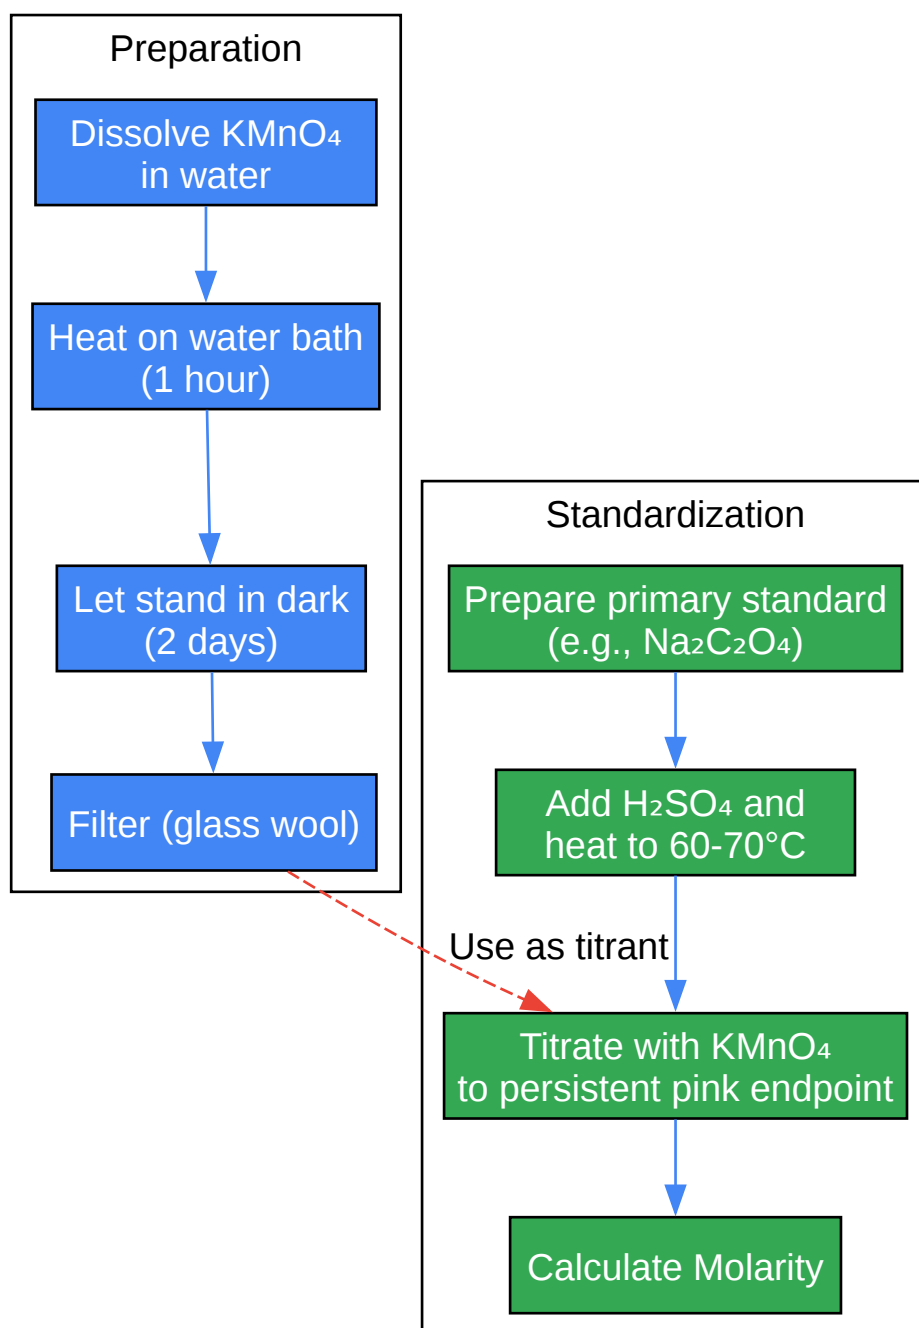 Preparation
Dissolve KMnO₄
in water
Heat on water bath
(1 hour)
Let stand in dark
(2 days)
Filter (glass wool)
Standardization
Prepare primary standard
(e.g., Na₂C₂O₄)
Add H₂SO₄ and
heat to 60-70°C
Use as titrant
Titrate with KMnO₄
to persistent pink endpoint
Calculate Molarity